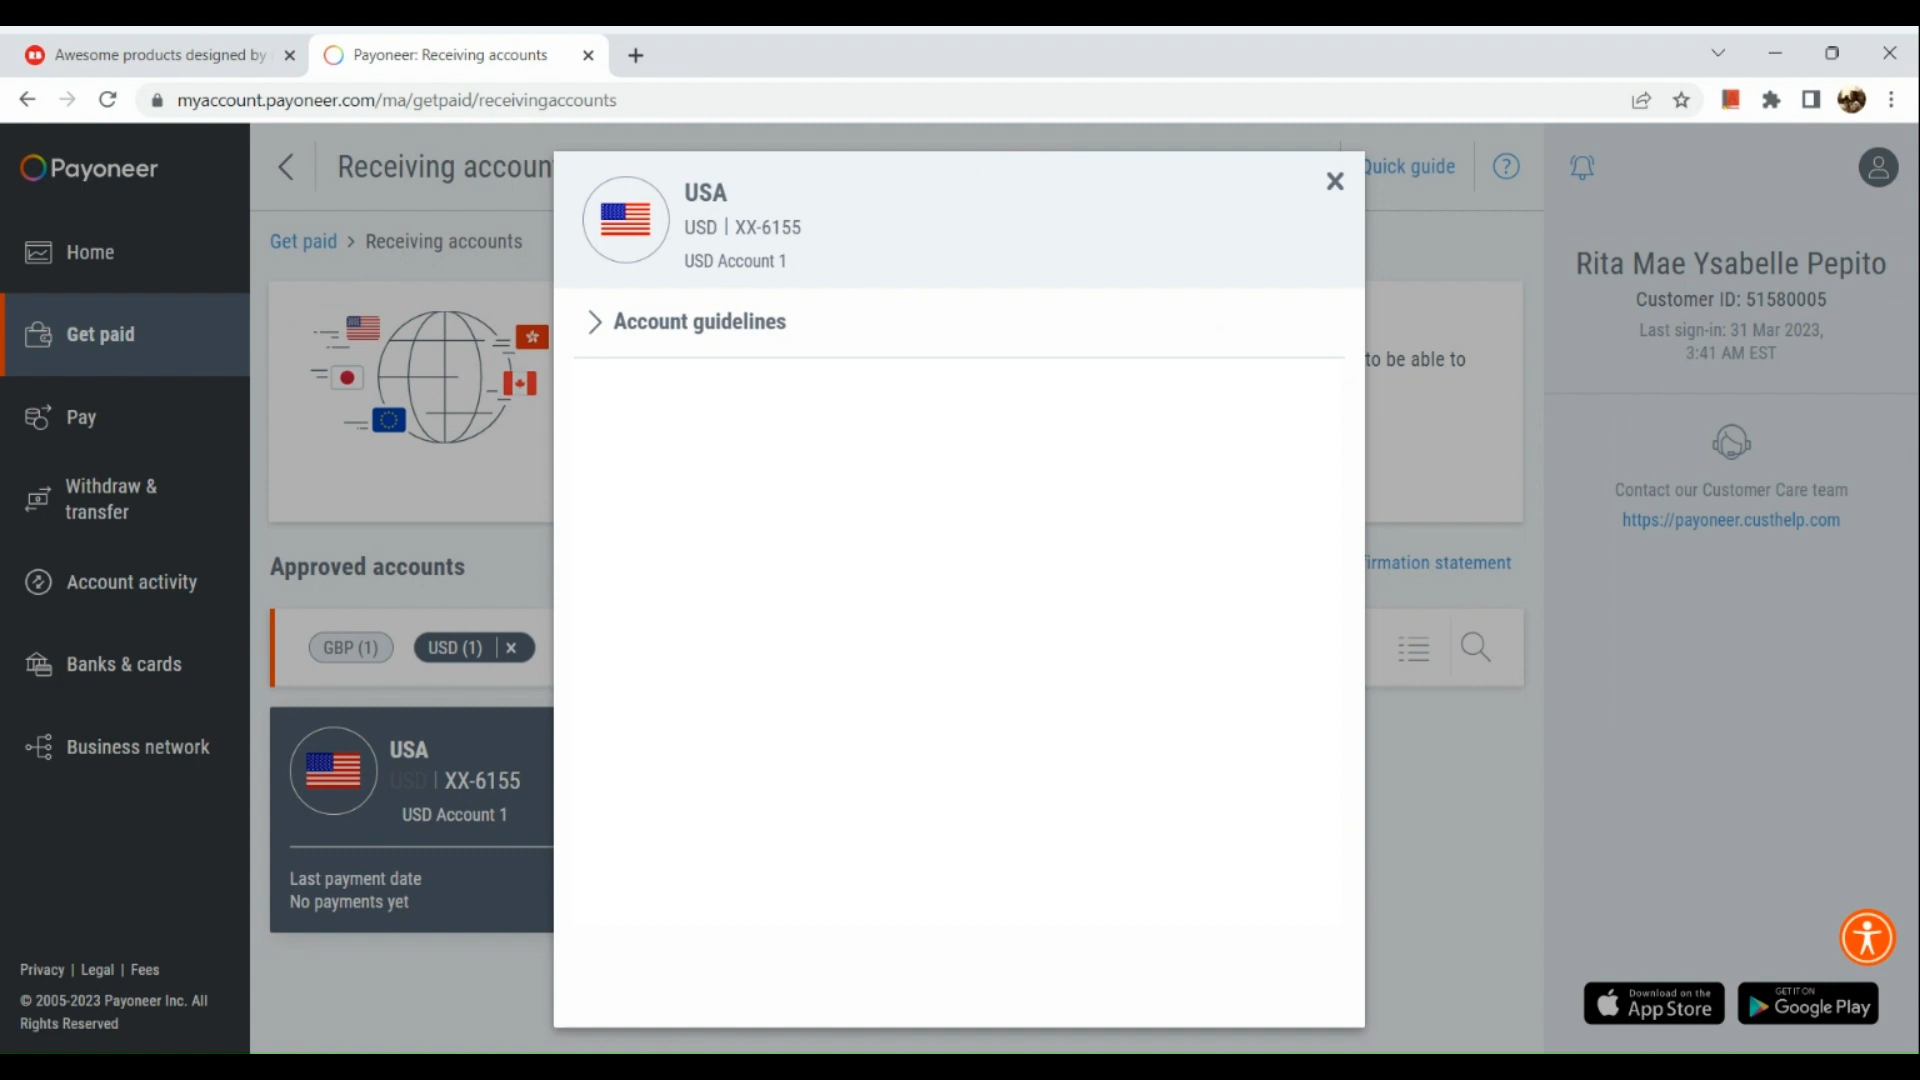 Awesome products designed by
Payoneer: Receiving accounts
myaccount.payoneer.com/ma/getpaid/receivingaccounts
Payoneer
Home
Get paid
Pay
Withdraw &
transfer
Account activity
Banks & cards
Business network
Privacy | Legal | Fees
© 2005-2023 Payoneer Inc. All
Rights Reserved
Receiving accoun
Quick guide
Get paid > Receiving accounts
to be able to
Approved accounts
irmation statement
GBP (1)
USD (1)
USA
USD | XX-6155
USD Account 1
Last payment date
No payments yet
USA
USD | XX-6155
USD Account 1
Account guidelines
Rita Mae Ysabelle Pepito
Customer ID: 51580005
Last sign-in: 31 Mar 2023,
3:41 AM EST
Contact our Customer Care team
https://payoneer.custhelp.com
Download on the
App Store
GET IT ON
Google Play